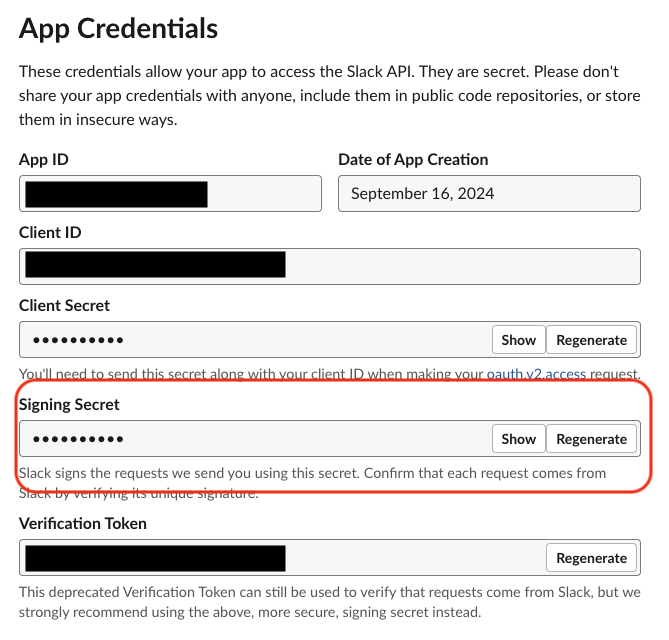 App Credentials
These credentials allow your app to access the Slack API. They are secret. Please don't
share your app credentials with anyone, include them in public code repositories, or store
them in insecure ways.
App ID
Date of App Creation
September 16, 2024
Client ID
Client Secret
•••••••••• Show Regenerate
You'll need to send this secret along with your client ID when making your oauth.v2.access request.
Signing Secret
•••••••••• Show Regenerate
Slack signs the requests we send you using this secret. Confirm that each request comes from
Slack by verifying its unique signature.
Verification Token
Regenerate
This deprecated Verification Token can still be used to verify that requests come from Slack, but we
strongly recommend using the above, more secure, signing secret instead.